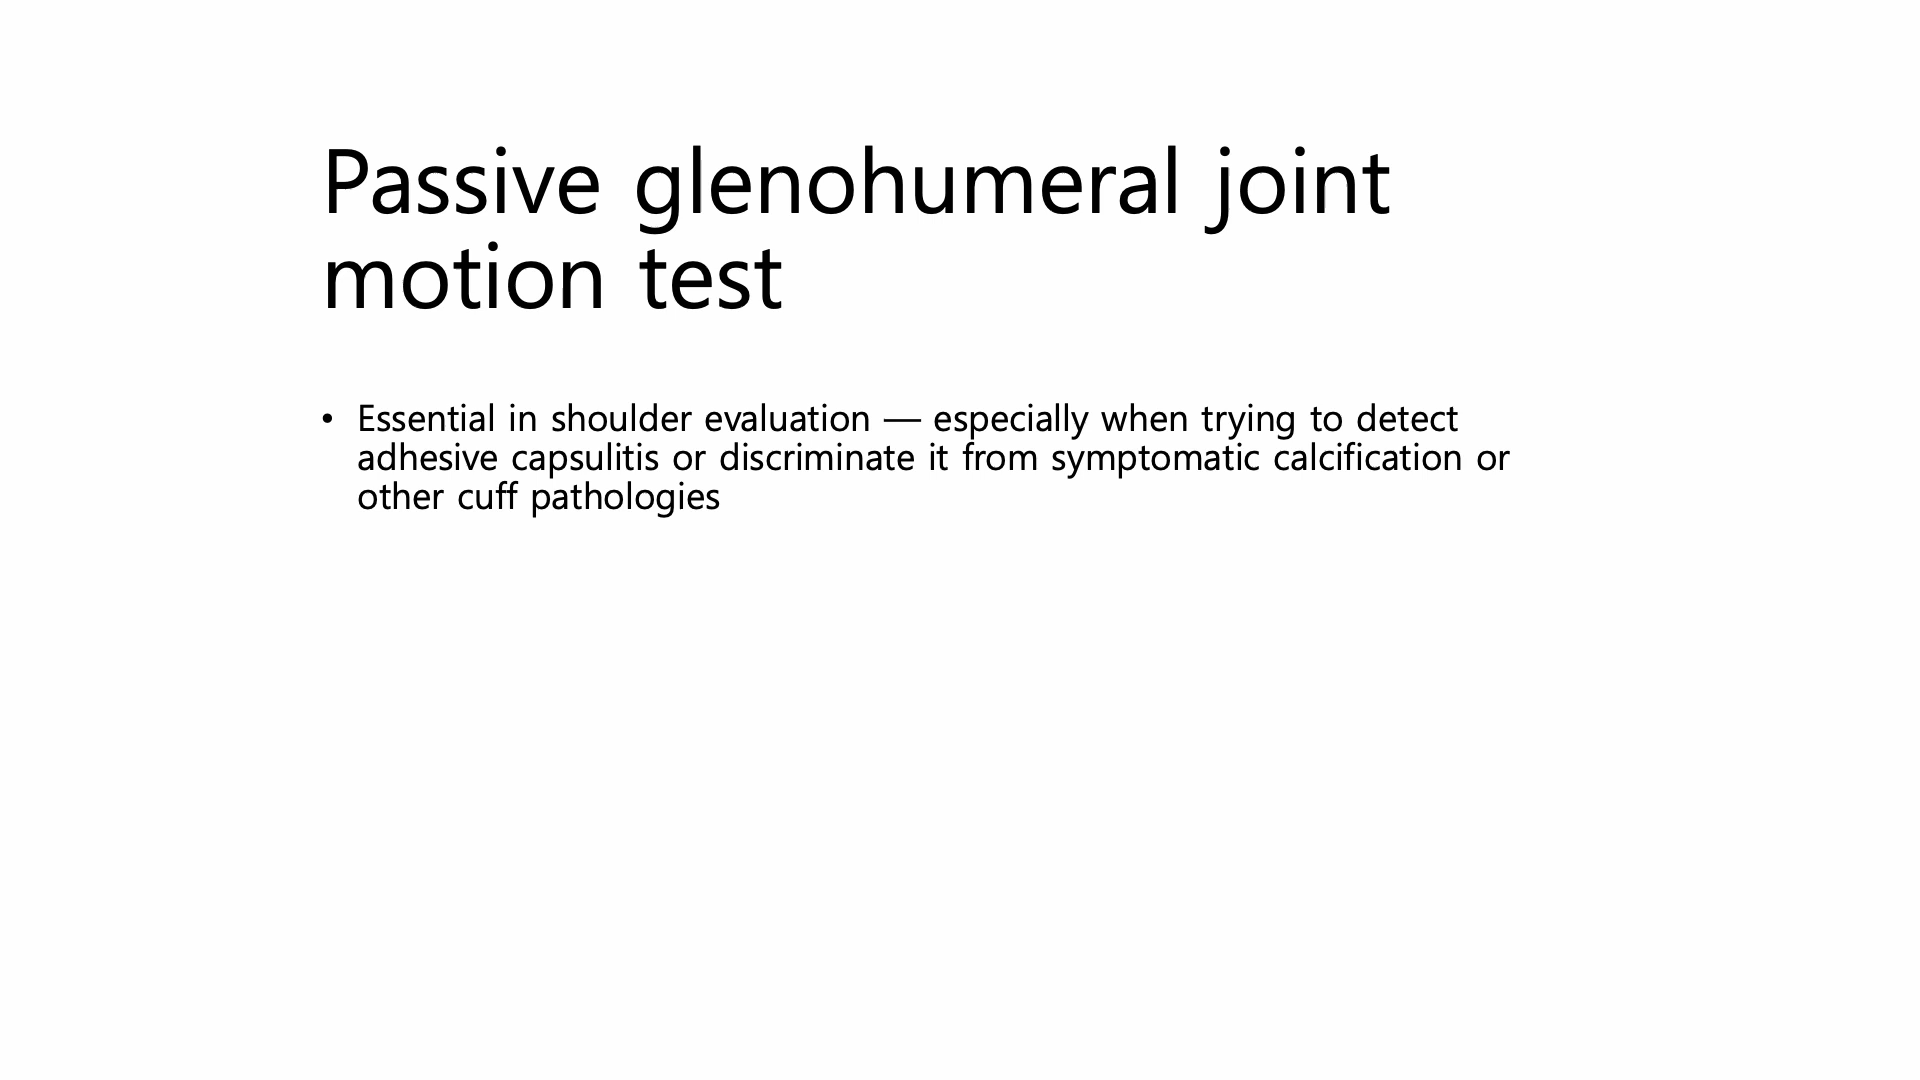 Passive glenohumeral joint
motion test
• Essential in shoulder evaluation — especially when trying to detect
adhesive capsulitis or discriminate it from symptomatic calcification or
other cuff pathologies